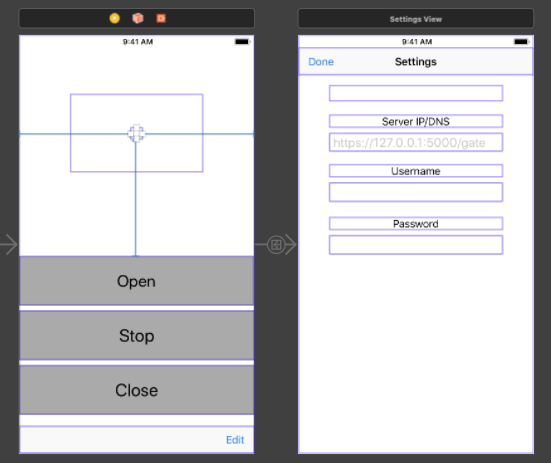 Settings View
9:41 AM
Open
Stop
Close
Edit
9:41 AM
Done Settings
Server IP/DNS
https://127.0.0.1:5000/gate
Username
Password